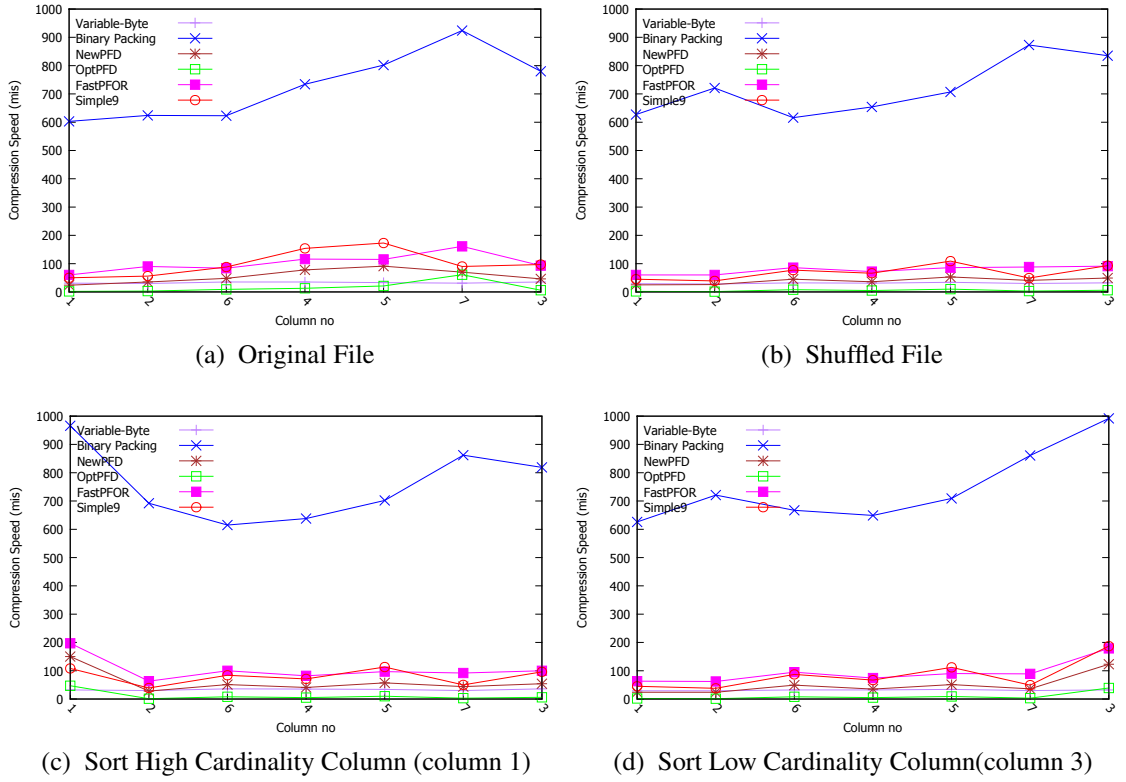 1000
900
800
700
600
500
400
300
200
100
0
Compression Speed (mis)
Variable-Byte
Binary Packing
NewPFD
OptPFD
FastPFOR
Simple9
1 2 6 4 5 7 3
Column no
(a) Original File
1000
900
800
700
600
500
400
300
200
100
0
Compression Speed (mis)
Variable-Byte
Binary Packing
NewPFD
OptPFD
FastPFOR
Simple9
1 2 6 4 5 7 3
Column no
(b) Shuffled File
1000
900
800
700
600
500
400
300
200
100
0
Compression Speed (mis)
Variable-Byte
Binary Packing
NewPFD
OptPFD
FastPFOR
Simple9
1 2 6 4 5 7 3
Column no
(c) Sort High Cardinality Column (column 1)
1000
900
800
700
600
500
400
300
200
100
0
Compression Speed (mis)
Variable-Byte
Binary Packing
NewPFD
OptPFD
FastPFOR
Simple9
1 2 6 4 5 7 3
Column no
(d) Sort Low Cardinality Column(column 3)